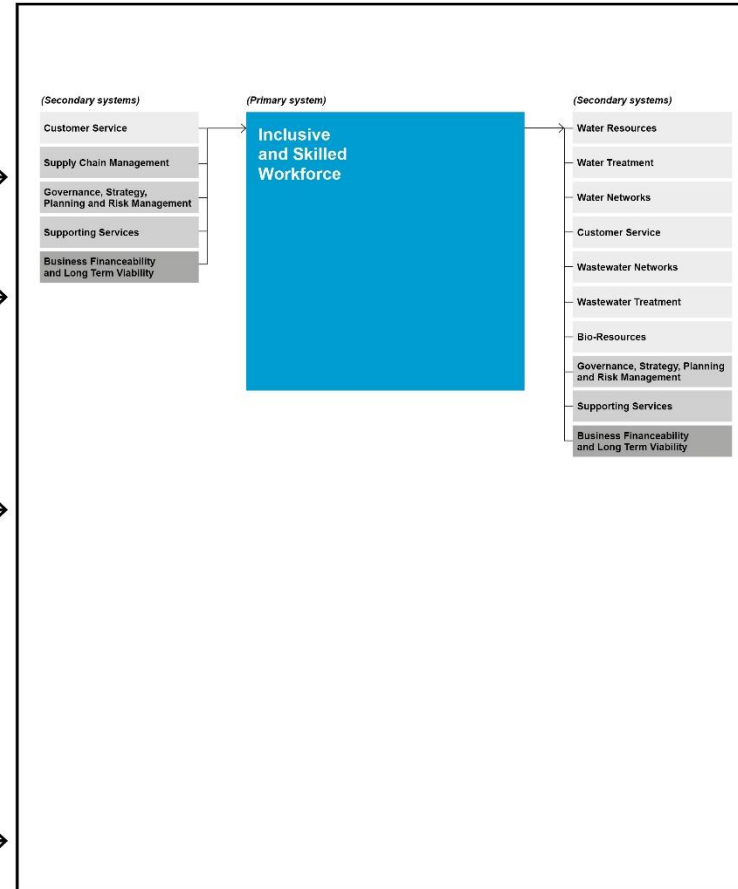 (Secondary systems)
Customer Service
Supply Chain Management
Governance, Strategy,
Planning and Risk Management
Supporting Services
Business Financeability
and Long Term Viability
(Primary system)
Inclusive
and Skilled
Workforce
(Secondary systems)
Water Resources
Water Treatment
Water Networks
Customer Service
Wastewater Networks
Wastewater Treatment
Bio-Resources
Governance, Strategy, Planning
and Risk Management
Supporting Services
Business Financeability
and Long Term Viability